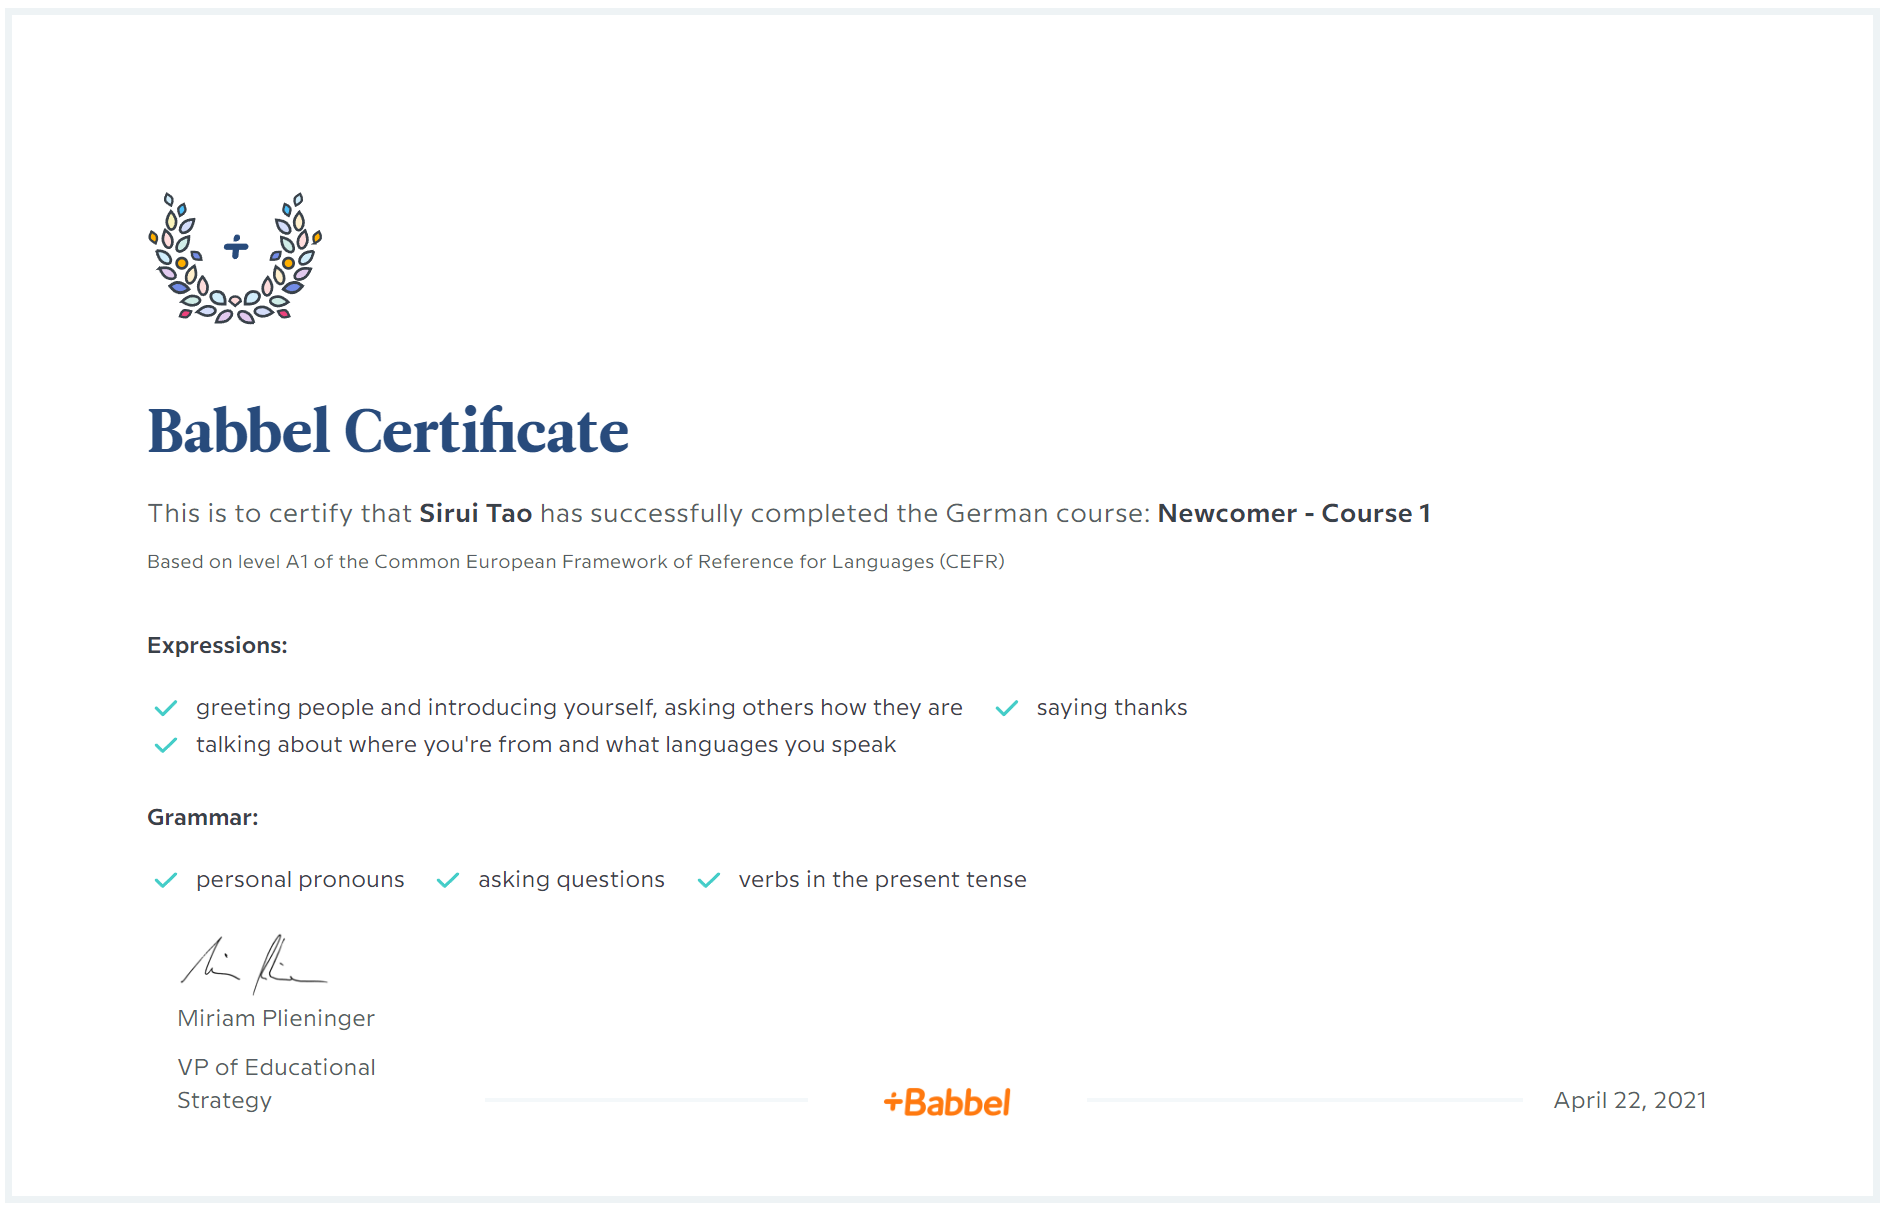 Babbel Certificate
This is to certify that Sirui Tao has successfully completed the German course: Newcomer - Course 1
Based on level A1 of the Common European Framework of Reference for Languages (CEFR)
Expressions:
greeting people and introducing yourself, asking others how they are saying thanks
talking about where you're from and what languages you speak
Grammar:
personal pronouns asking questions verbs in the present tense
Miriam Plieninger
VP of Educational
Strategy
+Babbel
April 22, 2021